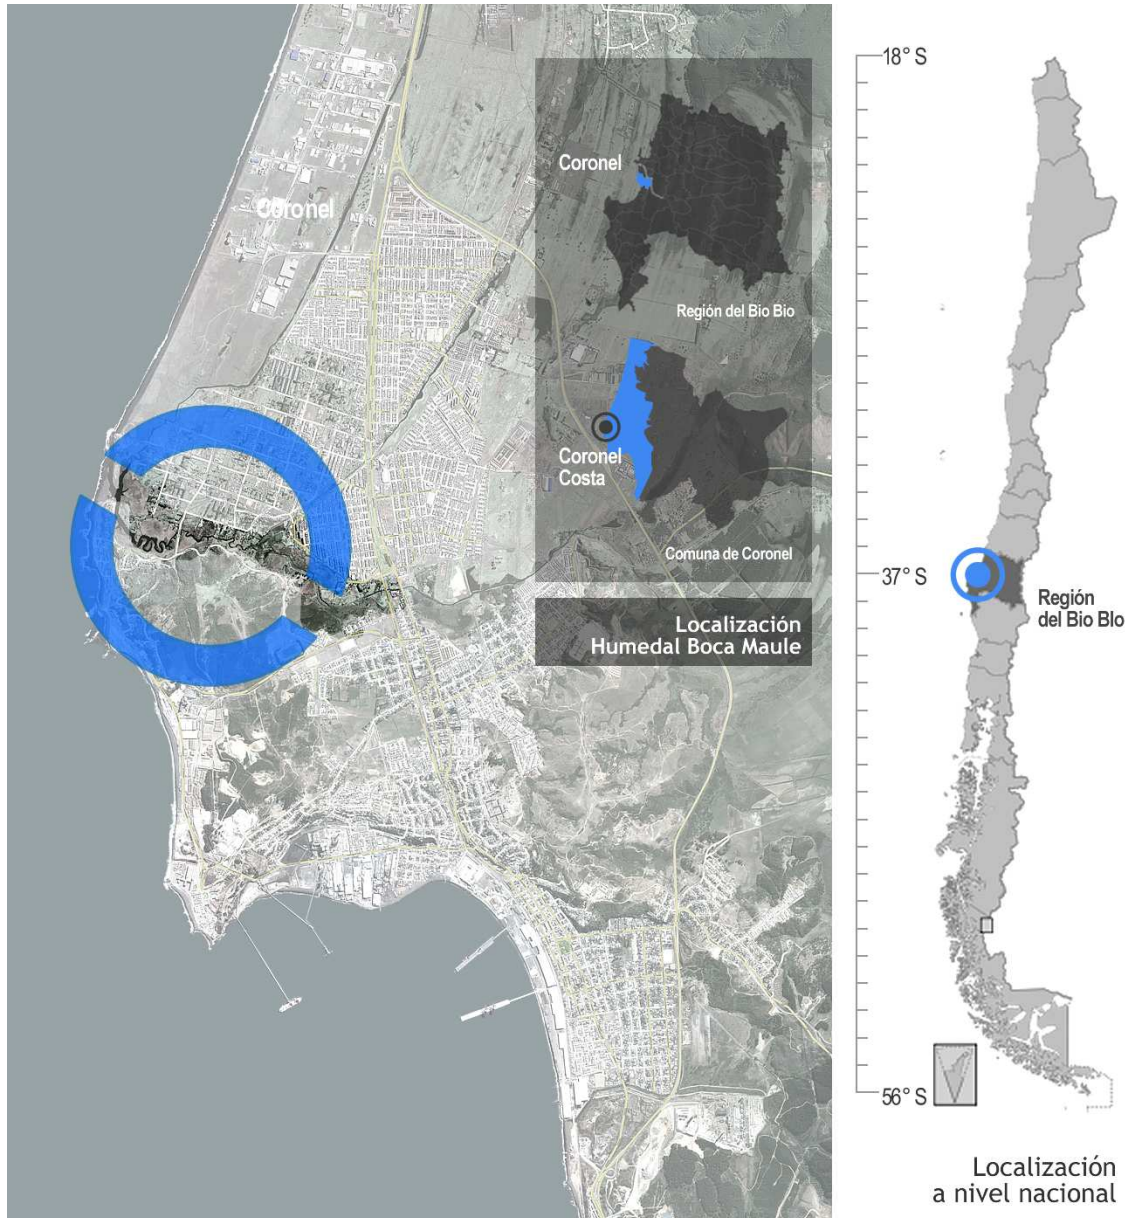 Coronel
Coronel
Región del Bio Bio
Coronel
Costa
Comuna de Coronel
Localización
Humedal Boca Maule
18° S
37° S
Región
del Bio BIo
56° S
Localización
a nivel nacional